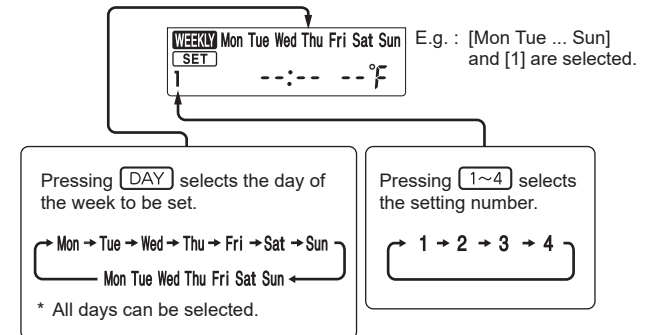 WEEKLY Mon Tue Wed Thu Fri Sat Sun
SET
1 --:-- --°F
E.g. : [Mon Tue ... Sun]
and [1] are selected.
Pressing DAY selects the day of
the week to be set.
Mon → Tue → Wed → Thu → Fri → Sat → Sun
Mon Tue Wed Thu Fri Sat Sun
* All days can be selected.
Pressing 1~4 selects
the setting number.
1 → 2 → 3 → 4